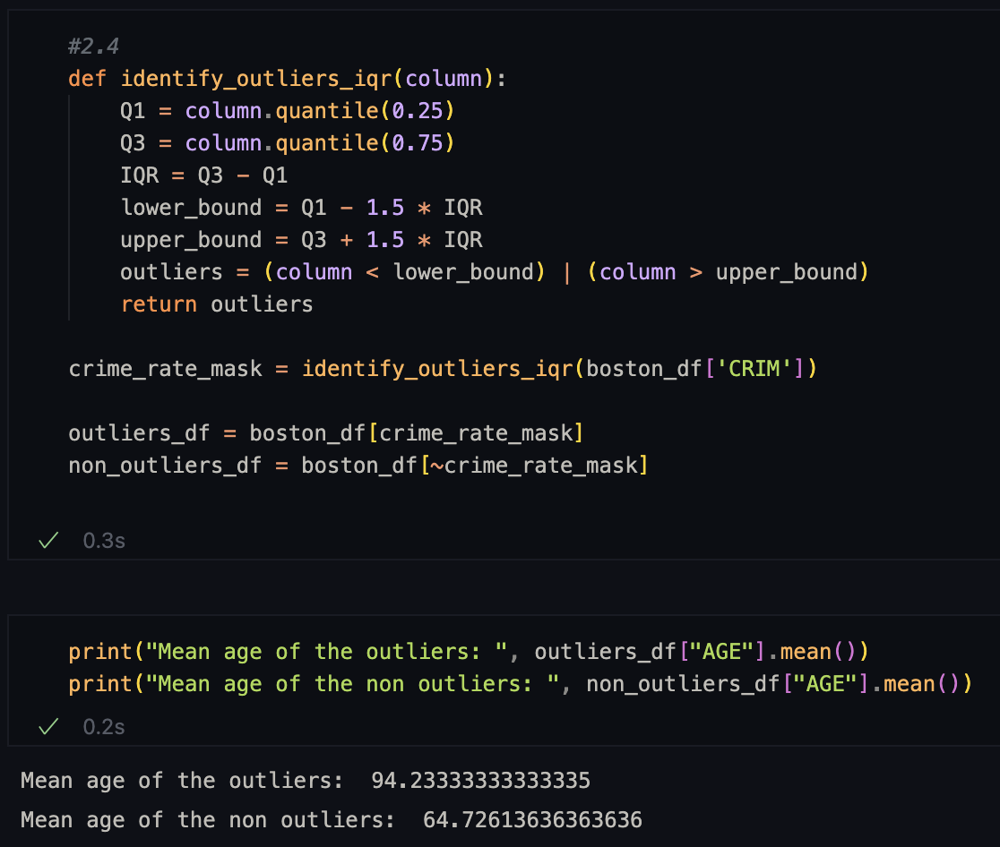 #2.4
def identify_outliers_iqr(column):
    Q1 = column.quantile(0.25)
    Q3 = column.quantile(0.75)
    IQR = Q3 - Q1
    lower_bound = Q1 - 1.5 * IQR
    upper_bound = Q3 + 1.5 * IQR
    outliers = (column < lower_bound) | (column > upper_bound)
    return outliers
crime_rate_mask = identify_outliers_iqr(boston_df['CRIM'])
outliers_df = boston_df[crime_rate_mask]
non_outliers_df = boston_df[~crime_rate_mask]
0.3s
print("Mean age of the outliers: ", outliers_df["AGE"].mean())
print("Mean age of the non outliers: ", non_outliers_df["AGE"].mean())
0.2s
Mean age of the outliers:  94.23333333333335
Mean age of the non outliers:  64.72613636363636